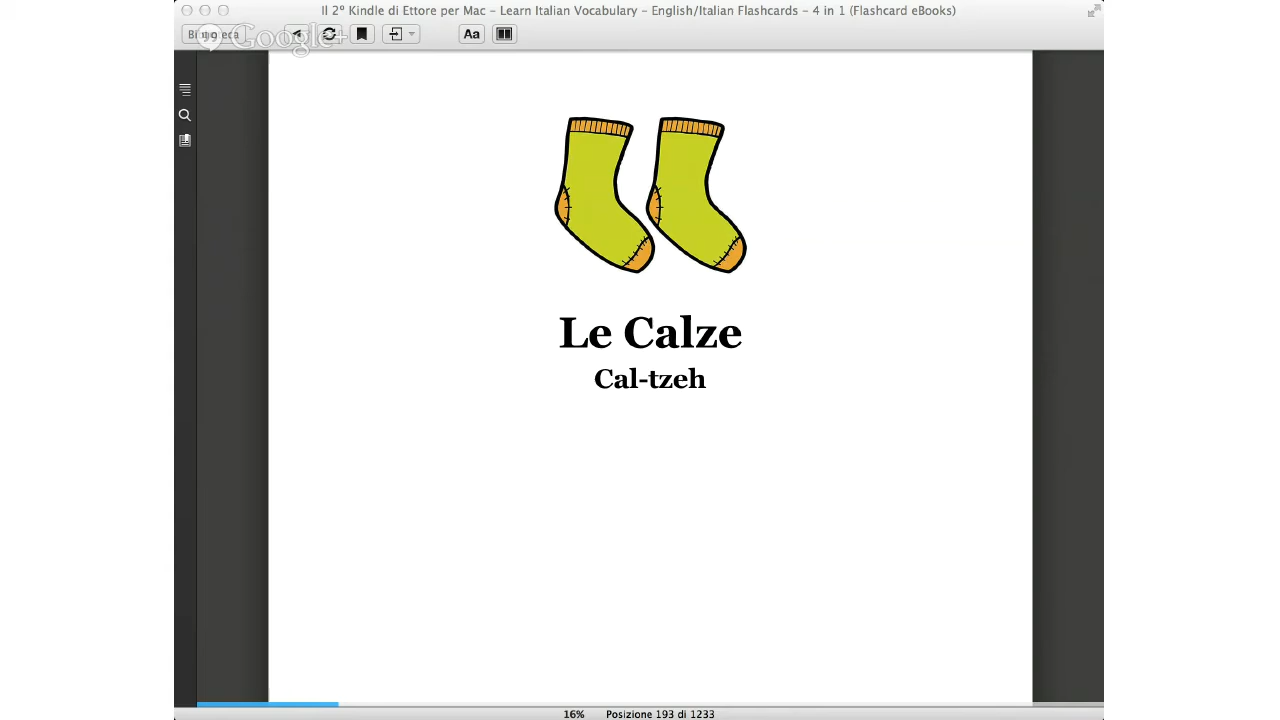 Il 2° Kindle di Ettore per Mac – Learn Italian Vocabulary – English/Italian Flashcards – 4 in 1 (Flashcard eBooks)
Google+
Aa
Le Calze
Cal-tzeh
16% Posizione 193 di 1233